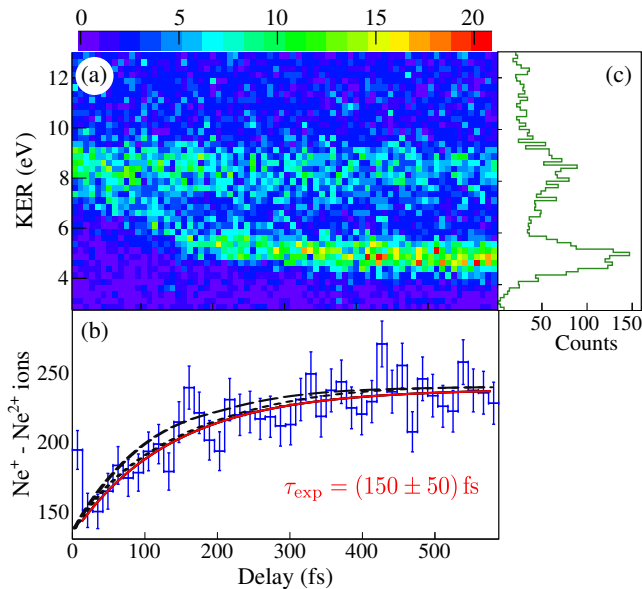 0 5 10 15 20
(a)
(c)
KER (eV)
12
10
8
6
4
50 100 150
Counts
(b)
Ne⁺ - Ne²⁺ ions
250
200
150
τexp = (150 ± 50) fs
0 100 200 300 400 500
Delay (fs)